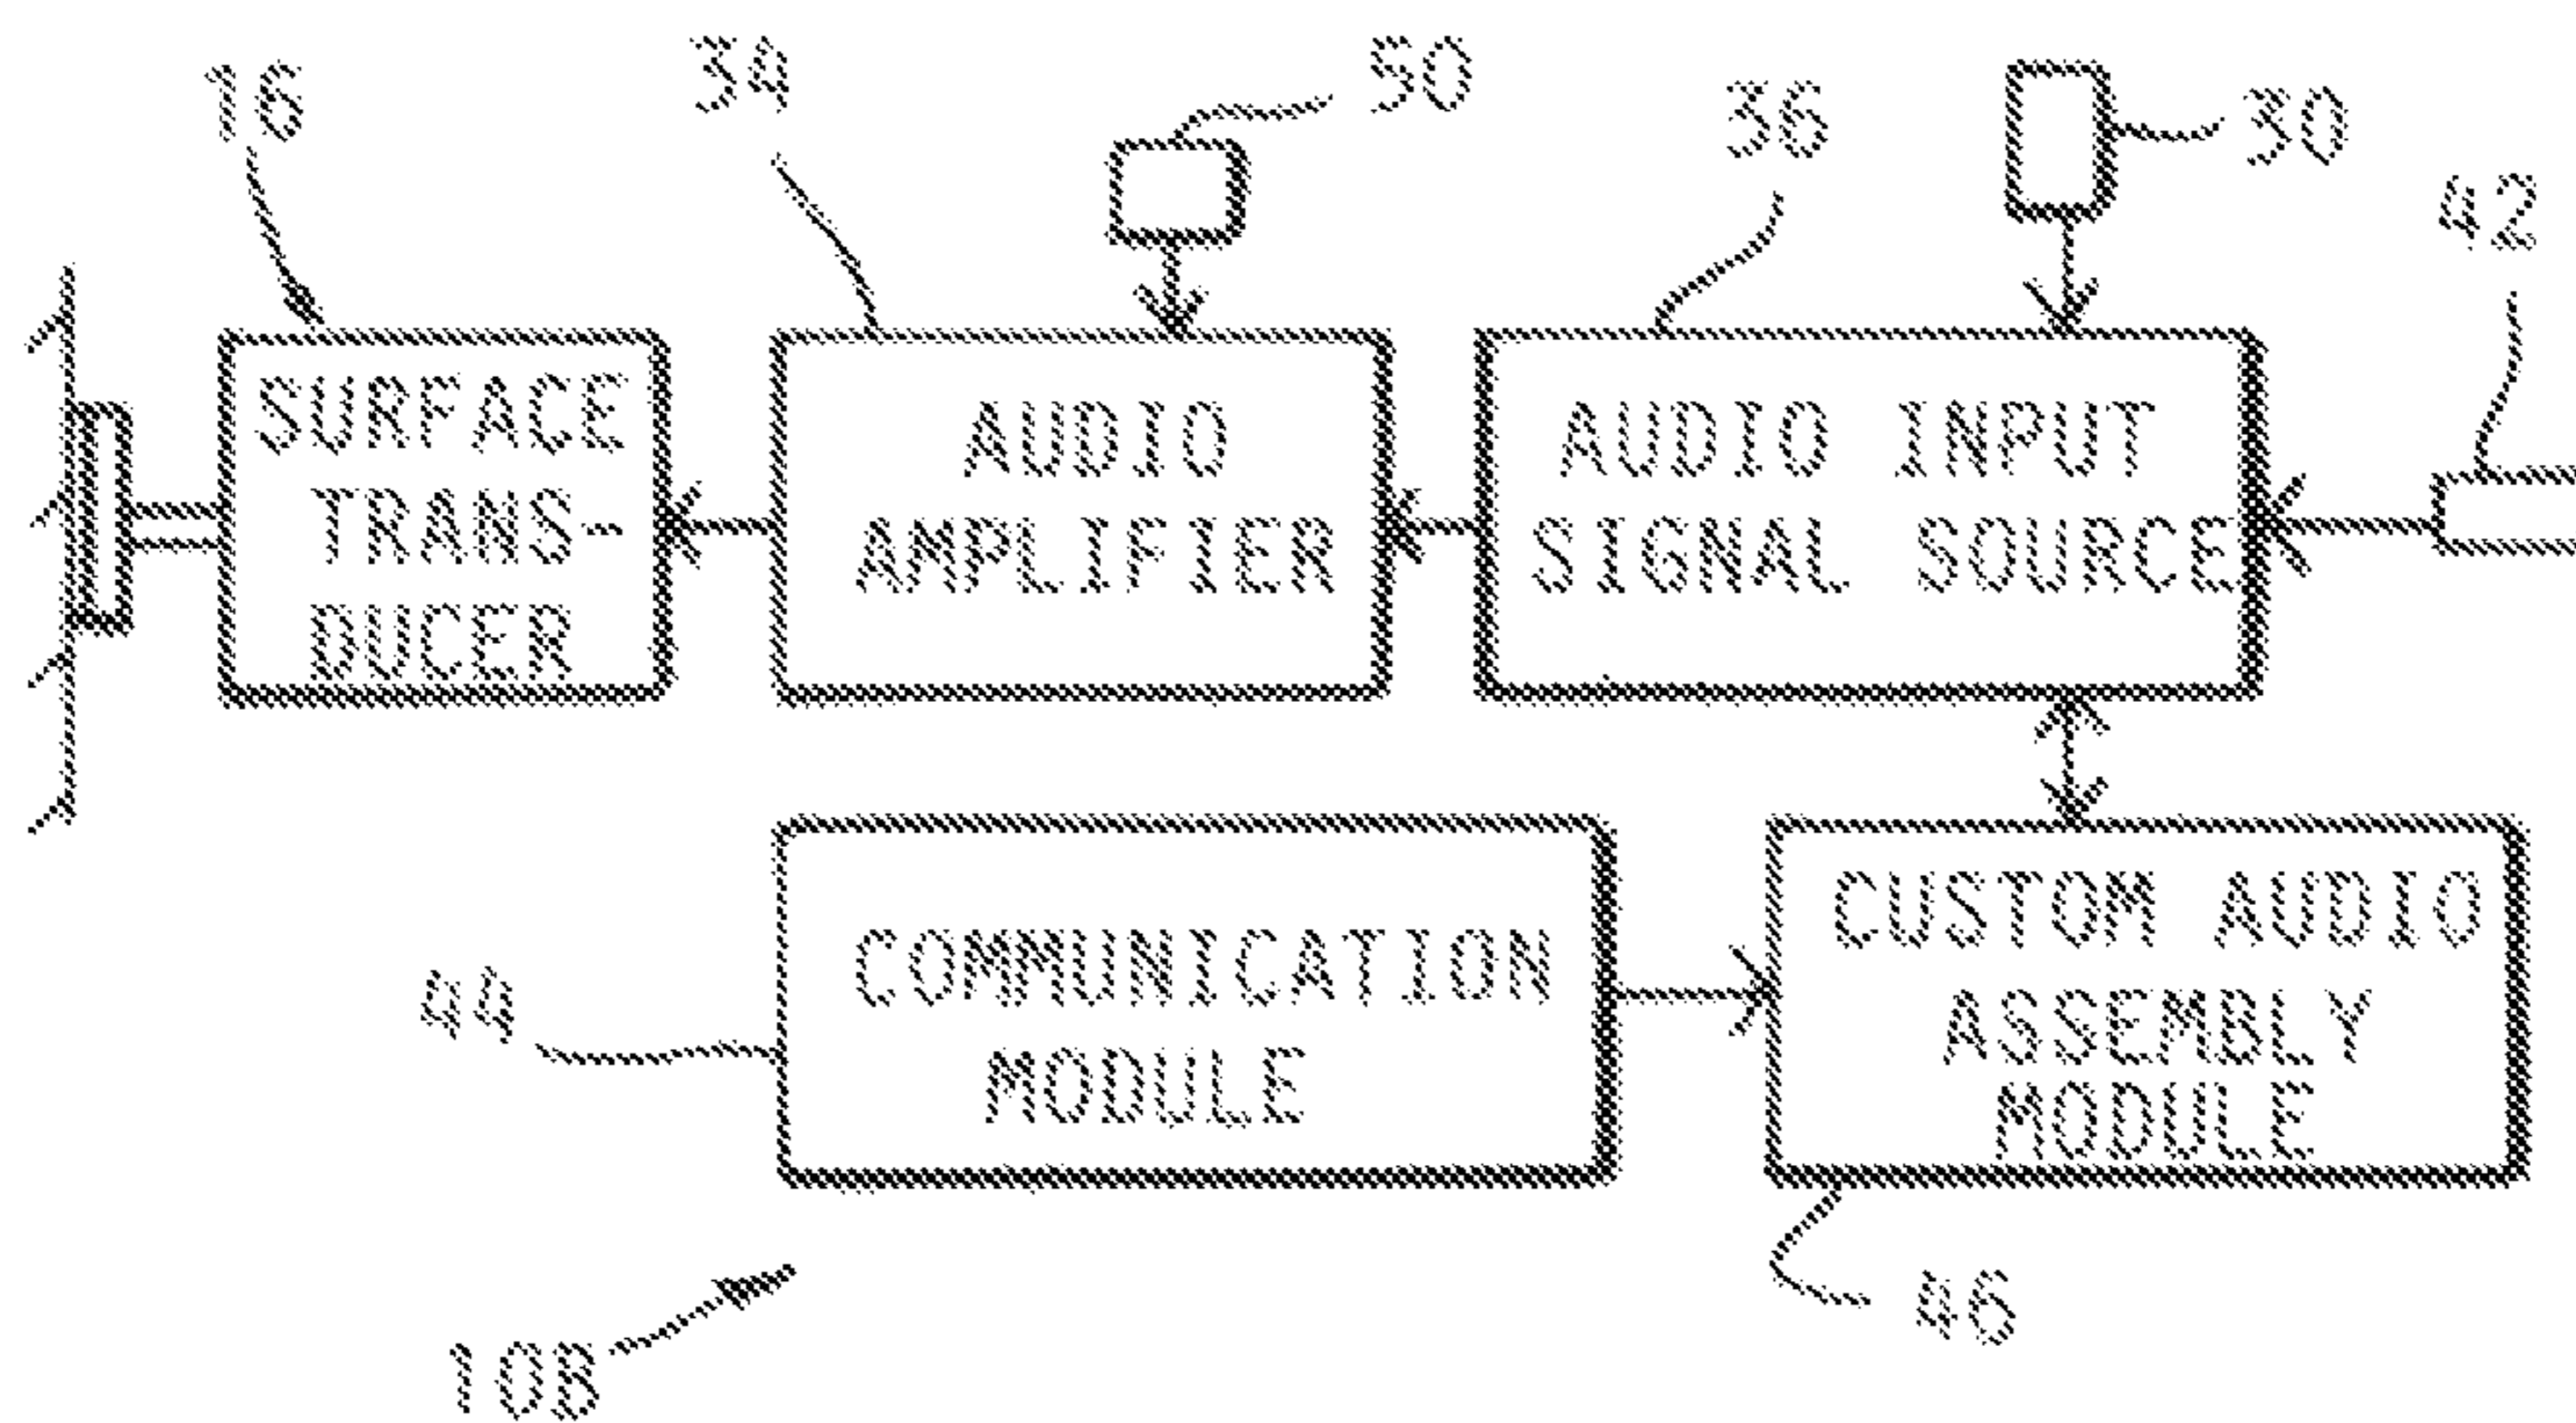 16
34
50
36
30
42
SURFACE
TRANS-
DUCER
AUDIO
AMPLIFIER
AUDIO INPUT
SIGNAL SOURCE
44
COMMUNICATION
MODULE
CUSTOM AUDIO
ASSEMBLY
MODULE
46
10B